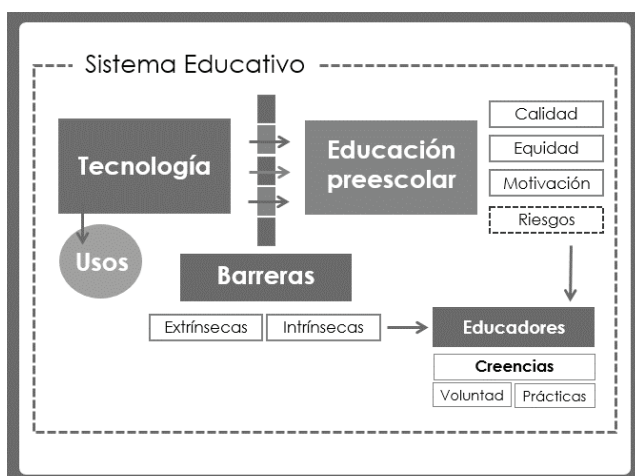 Sistema Educativo
Tecnología
Educación
preescolar
Calidad
Equidad
Motivación
Riesgos
Usos
Barreras
Extrínsecas
Intrínsecas
Educadores
Creencias
Voluntad
Prácticas